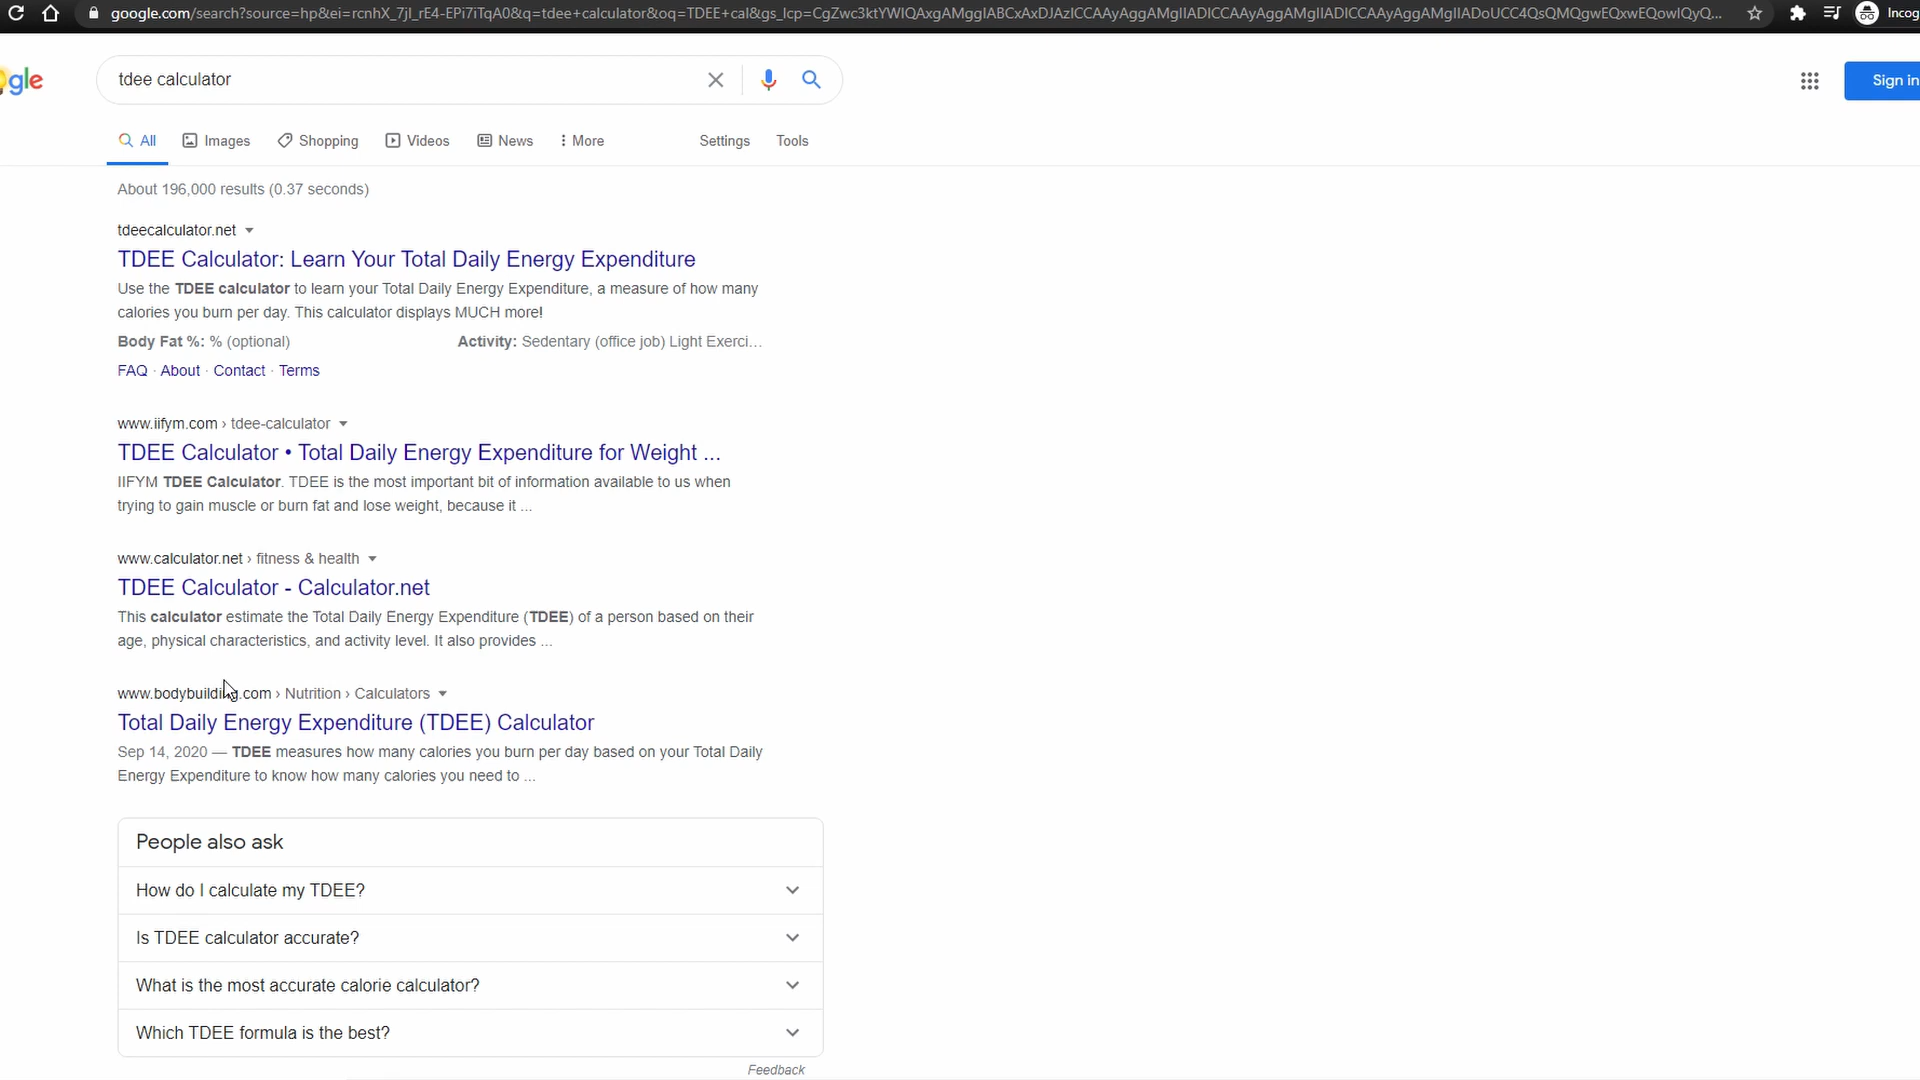 google.com/search?source=hp&ei=rcnhX_7jI_rE4-EPi7iTqA0&q=tdee+calculator&oq=TDEE+cal&gs_lcp=CgZwc3ktYWIQAxgAMggIABCxAxDJAzICCAAyAggAMgIIADICCAAyAggAMgIIADICCAAyAggAMgIIADoUCC4QsQMQgwEQxwEQowIQyQ...
Incog
gle
tdee calculator
Sign in
All Images Shopping Videos News More Settings Tools
About 196,000 results (0.37 seconds)
tdeecalculator.net
TDEE Calculator: Learn Your Total Daily Energy Expenditure
Use the TDEE calculator to learn your Total Daily Energy Expenditure, a measure of how many
calories you burn per day. This calculator displays MUCH more!
Body Fat %: % (optional) Activity: Sedentary (office job) Light Exerci...
FAQ · About · Contact · Terms
www.iifym.com › tdee-calculator
TDEE Calculator • Total Daily Energy Expenditure for Weight ...
IIFYM TDEE Calculator. TDEE is the most important bit of information available to us when
trying to gain muscle or burn fat and lose weight, because it ...
www.calculator.net › fitness & health
TDEE Calculator - Calculator.net
This calculator estimate the Total Daily Energy Expenditure (TDEE) of a person based on their
age, physical characteristics, and activity level. It also provides ...
www.bodybuilding.com › Nutrition › Calculators
Total Daily Energy Expenditure (TDEE) Calculator
Sep 14, 2020 — TDEE measures how many calories you burn per day based on your Total Daily
Energy Expenditure to know how many calories you need to ...
People also ask
How do I calculate my TDEE?
Is TDEE calculator accurate?
What is the most accurate calorie calculator?
Which TDEE formula is the best?
Feedback